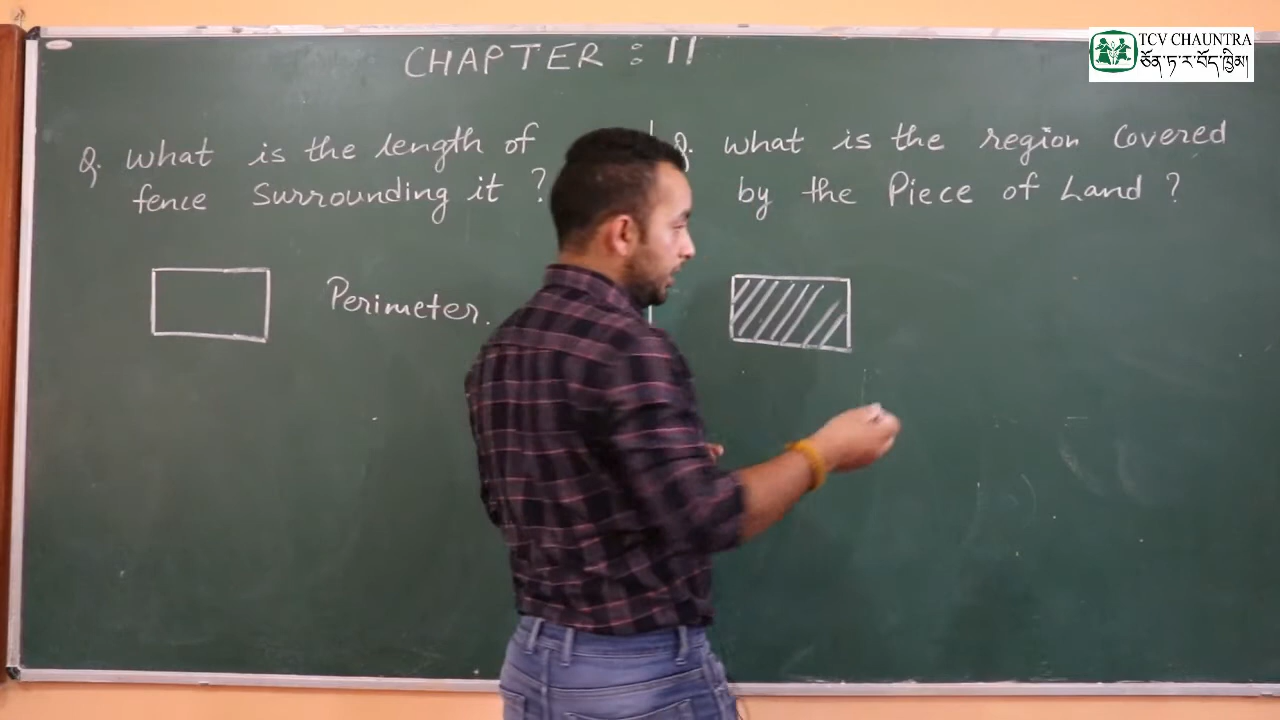 CHAPTER : 11
Q. What is the length of
fence Surrounding it ?
Perimeter.
Q. What is the region Covered
by the Piece of Land ?
TCV CHAUNTRA
ཅོན་ཏ་ར་བོད་ཁྱིམ།